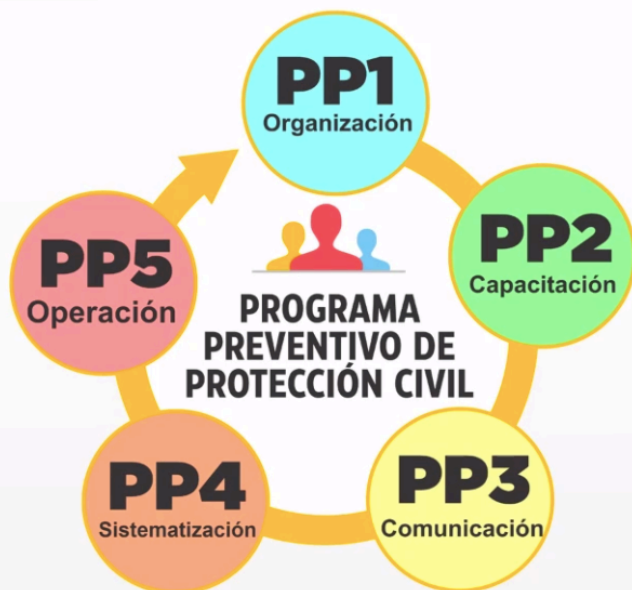 PP1
Organización
PP2
Capacitación
PP3
Comunicación
PP4
Sistematización
PP5
Operación
PROGRAMA
PREVENTIVO DE
PROTECCIÓN CIVIL